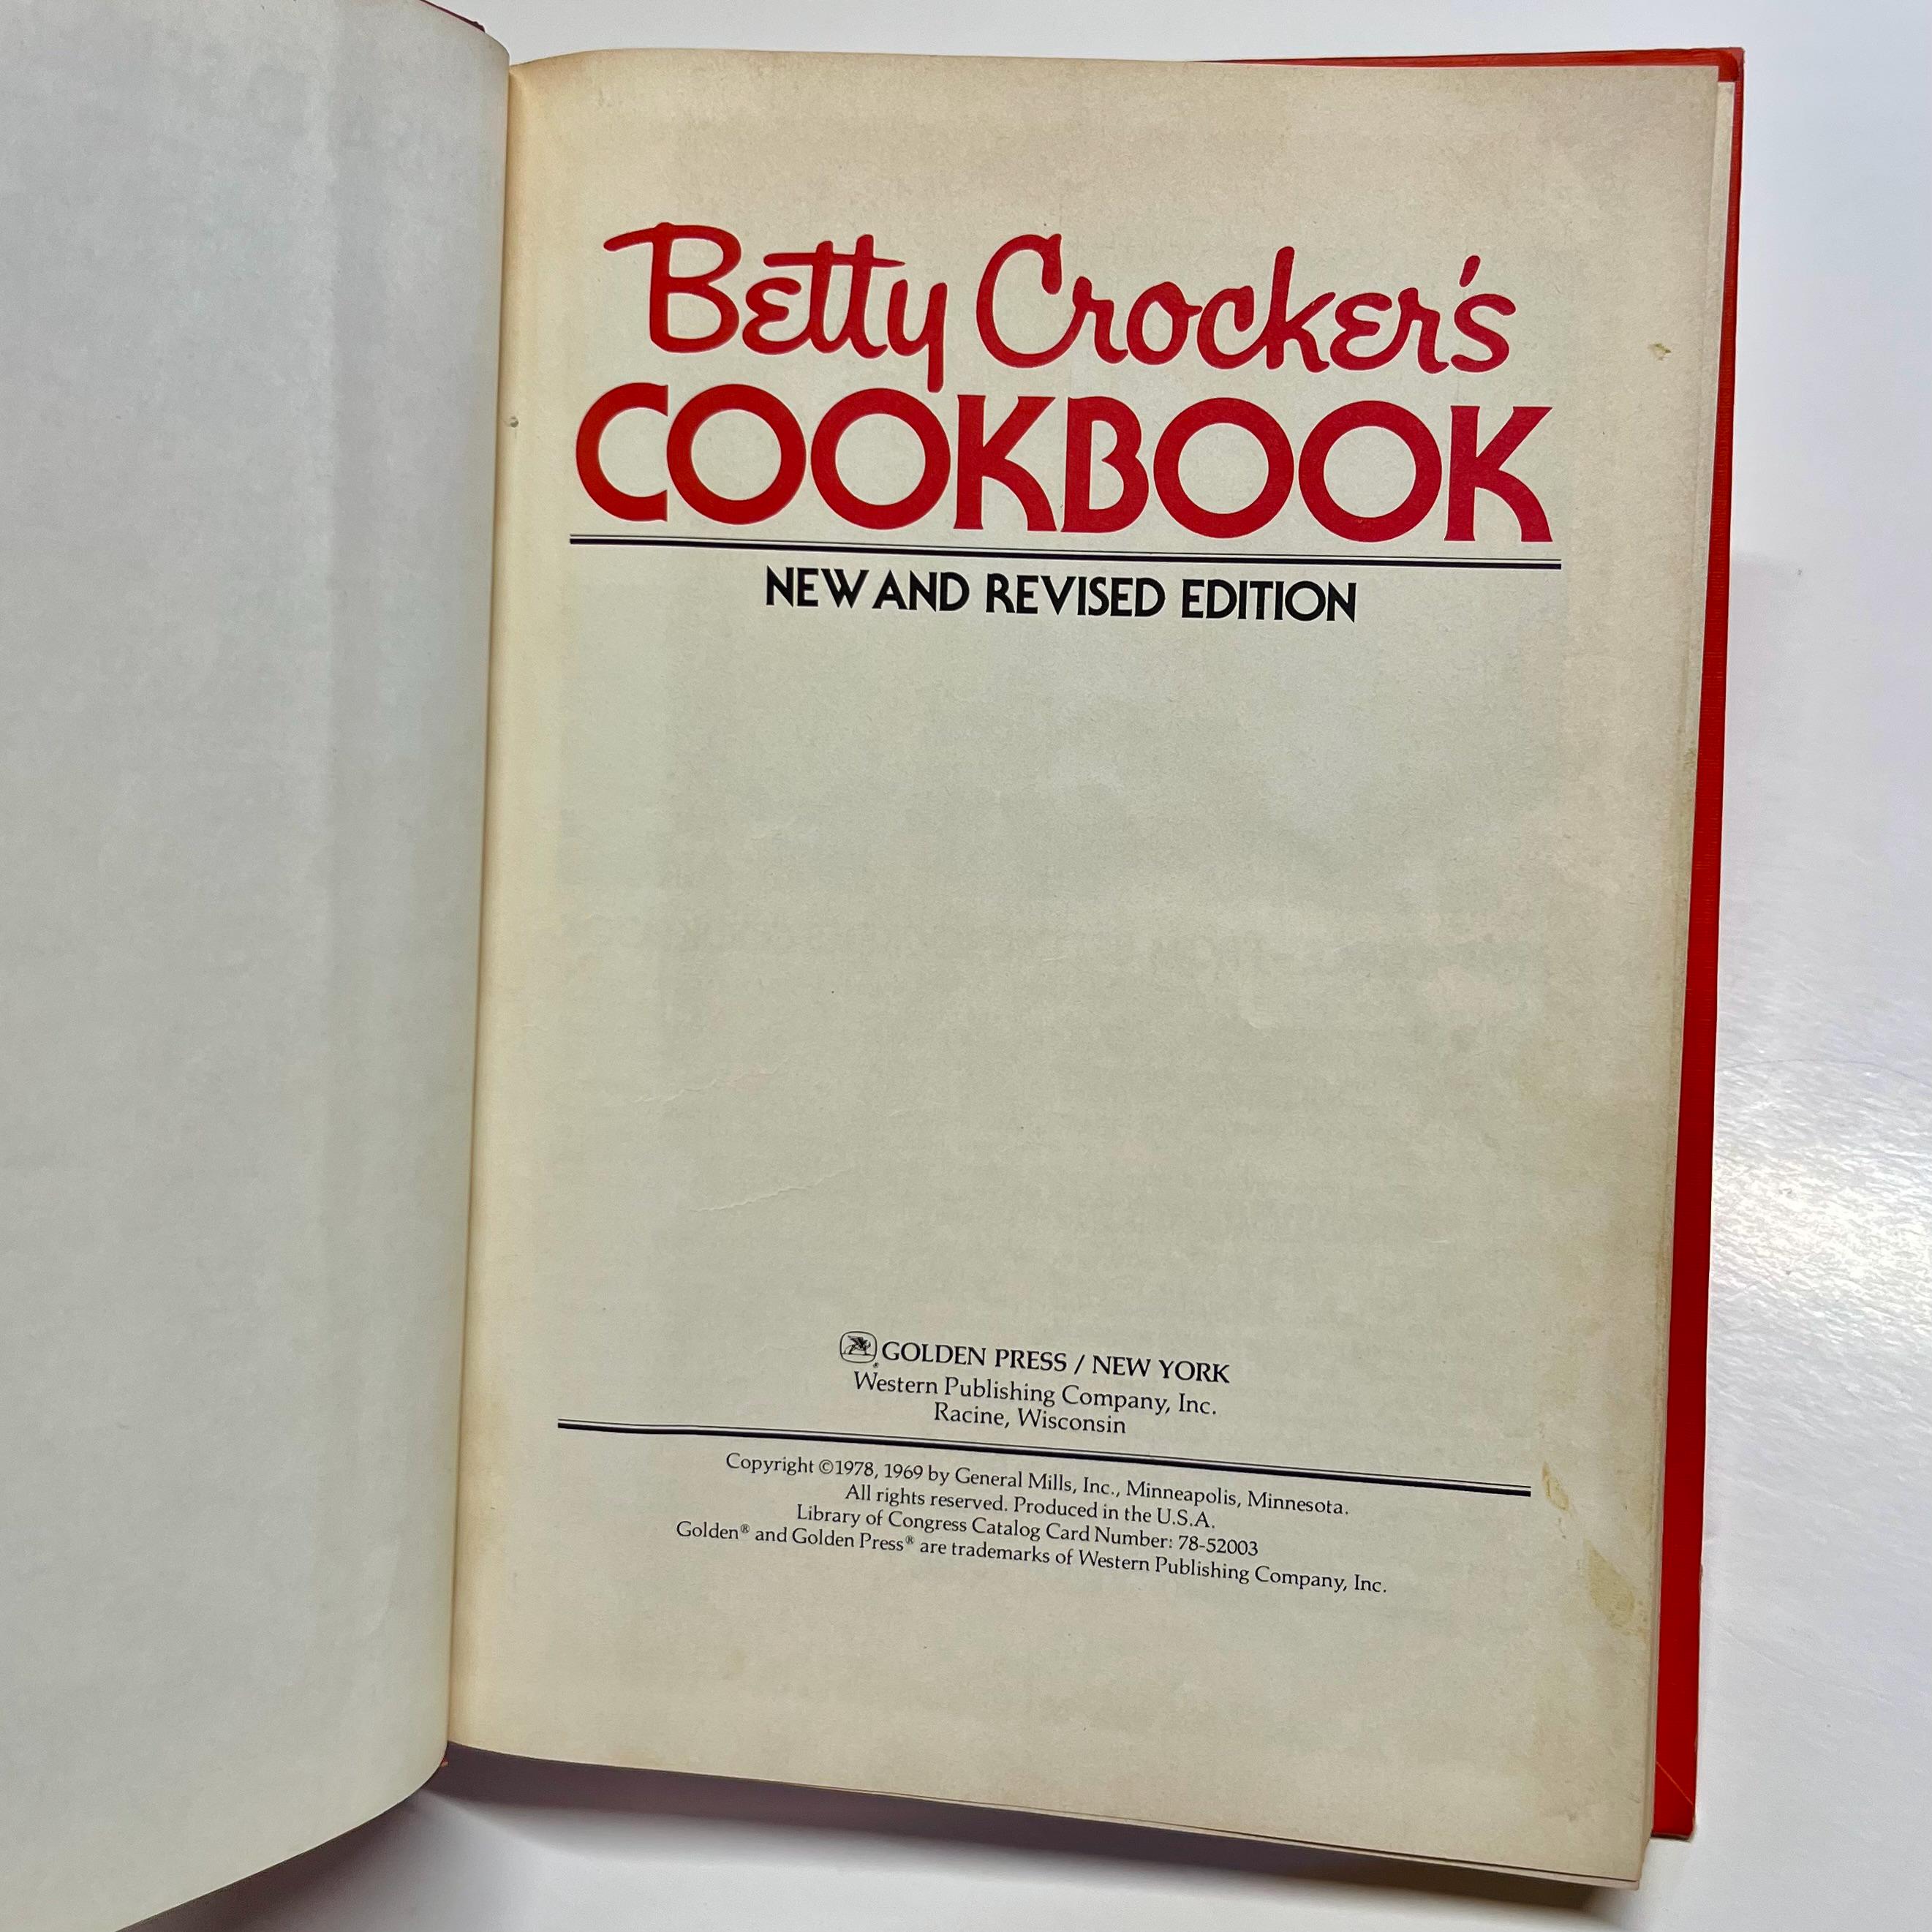 Betty Crocker's
COOKBOOK
NEW AND REVISED EDITION
GOLDEN PRESS / NEW YORK
Western Publishing Company, Inc.
Racine, Wisconsin
Copyright ©1978, 1969 by General Mills, Inc., Minneapolis, Minnesota.
All rights reserved. Produced in the U.S.A.
Library of Congress Catalog Card Number: 78-52003
Golden® and Golden Press® are trademarks of Western Publishing Company, Inc.